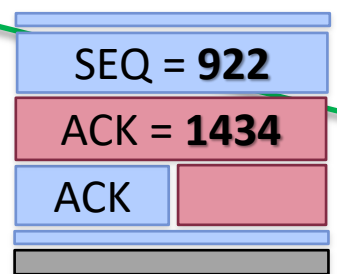 SEQ = 922
ACK = 1434
ACK